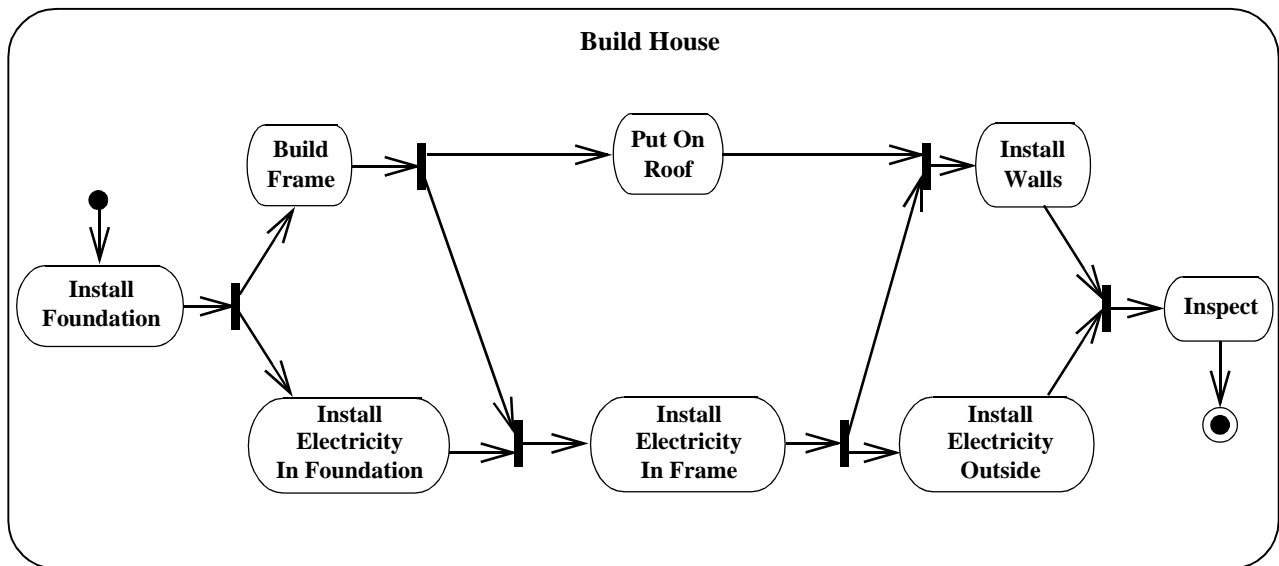 Build House
Build
Frame
Put On
Roof
Install
Walls
Install
Foundation
Inspect
Install
Electricity
In Foundation
Install
Electricity
In Frame
Install
Electricity
Outside